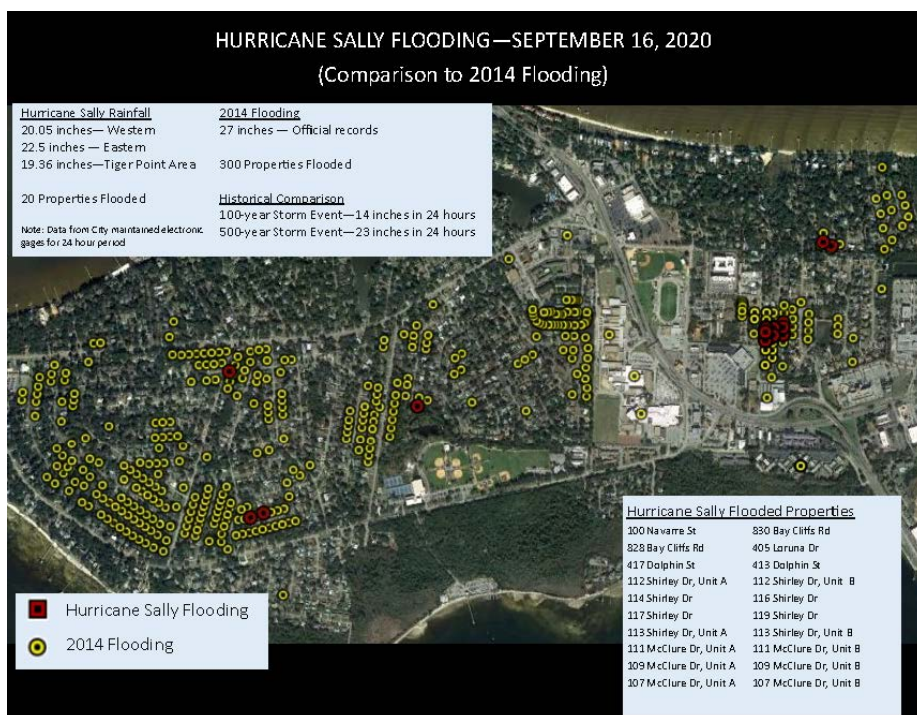 HURRICANE SALLY FLOODING—SEPTEMBER 16, 2020
(Comparison to 2014 Flooding)
Hurricane Sally Rainfall
20.05 inches— Western
22.5 inches — Eastern
19.36 inches—Tiger Point Area
20 Properties Flooded
Note: Data from City maintained electronic
gages for 24 hour period
2014 Flooding
27 inches — Official records
300 Properties Flooded
Historical Comparison
100-year Storm Event—14 inches in 24 hours
500-year Storm Event—23 inches in 24 hours
Hurricane Sally Flooded Properties
100 Navarre St 830 Bay Cliffs Rd
828 Bay Cliffs Rd 405 Loruna Dr
417 Dolphin St 413 Dolphin St
112 Shirley Dr, Unit A 112 Shirley Dr, Unit B
114 Shirley Dr 116 Shirley Dr
117 Shirley Dr 119 Shirley Dr
113 Shirley Dr, Unit A 113 Shirley Dr, Unit B
111 McClure Dr, Unit A 111 McClure Dr, Unit B
109 McClure Dr, Unit A 109 McClure Dr, Unit B
107 McClure Dr, Unit A 107 McClure Dr, Unit B
Hurricane Sally Flooding
2014 Flooding